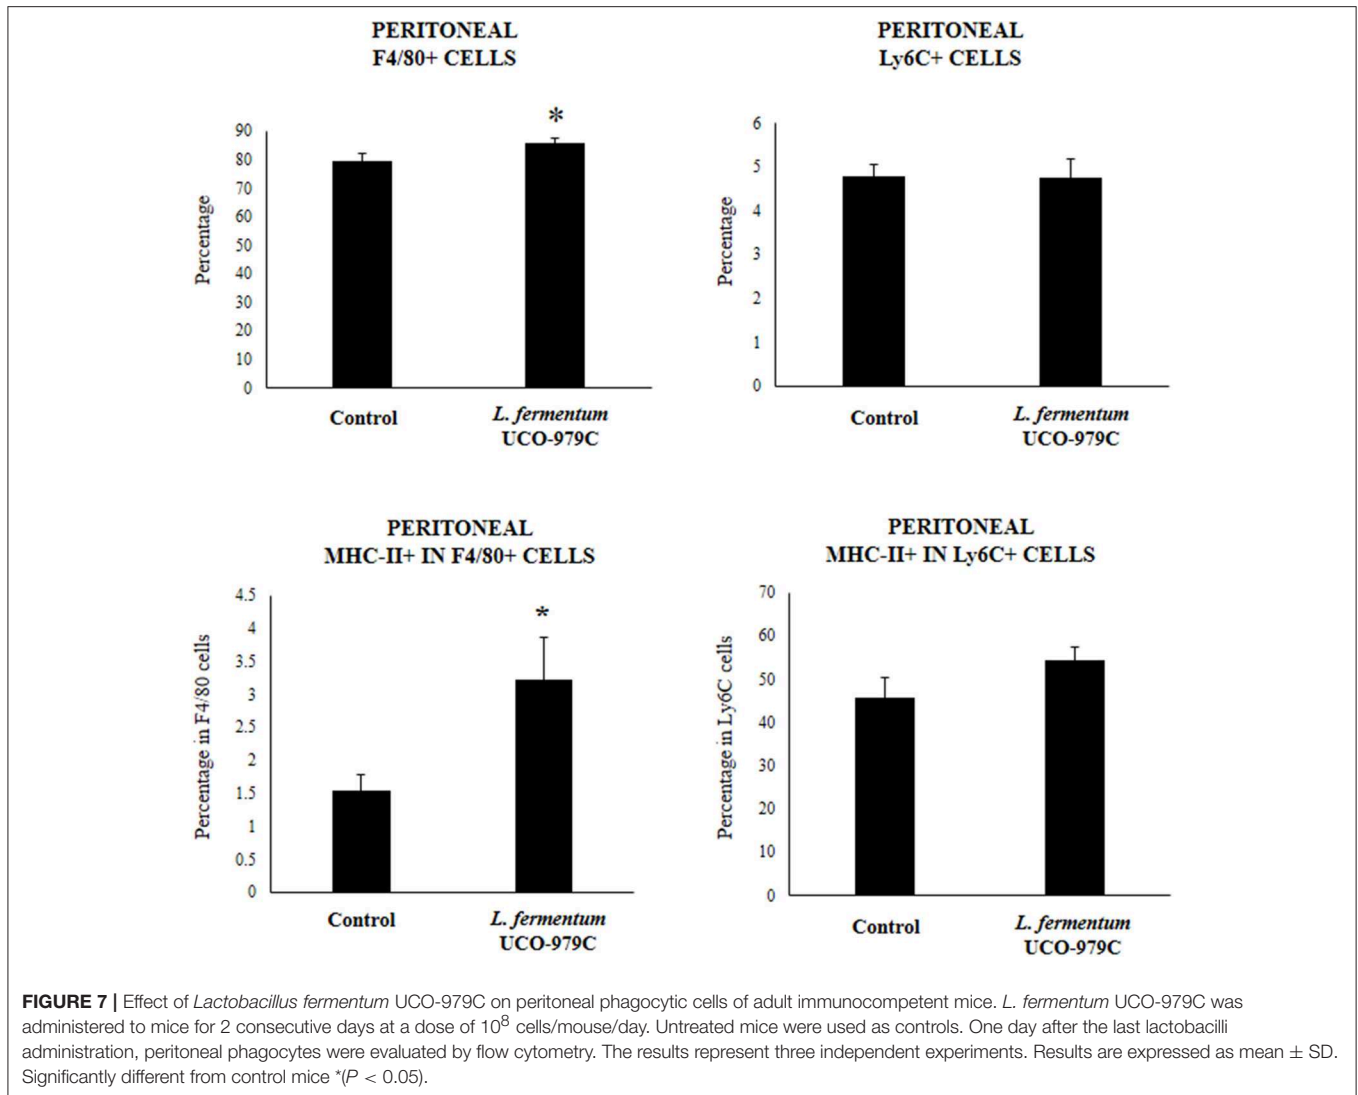 PERITONEAL
F4/80+ CELLS
*
90
80
70
60
50
40
30
20
10
0
Percentage
Control
L. fermentum
UCO-979C
PERITONEAL
Ly6C+ CELLS
6
5
4
3
2
1
0
Percentage
Control
L. fermentum
UCO-979C
PERITONEAL
MHC-II+ IN F4/80+ CELLS
*
4.5
4
3.5
3
2.5
2
1.5
1
0.5
0
Percentage in F4/80 cells
Control
L. fermentum
UCO-979C
PERITONEAL
MHC-II+ IN Ly6C+ CELLS
70
60
50
40
30
20
10
0
Percentage in Ly6C cells
Control
L. fermentum
UCO-979C
FIGURE 7 | Effect of Lactobacillus fermentum UCO-979C on peritoneal phagocytic cells of adult immunocompetent mice. L. fermentum UCO-979C was
administered to mice for 2 consecutive days at a dose of 10⁸ cells/mouse/day. Untreated mice were used as controls. One day after the last lactobacilli
administration, peritoneal phagocytes were evaluated by flow cytometry. The results represent three independent experiments. Results are expressed as mean ± SD.
Significantly different from control mice *(P < 0.05).